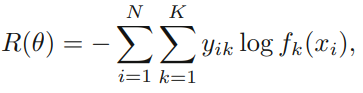 R(θ) = − ∑_{i=1}^{N} ∑_{k=1}^{K} y_{ik} log f_k(x_i),